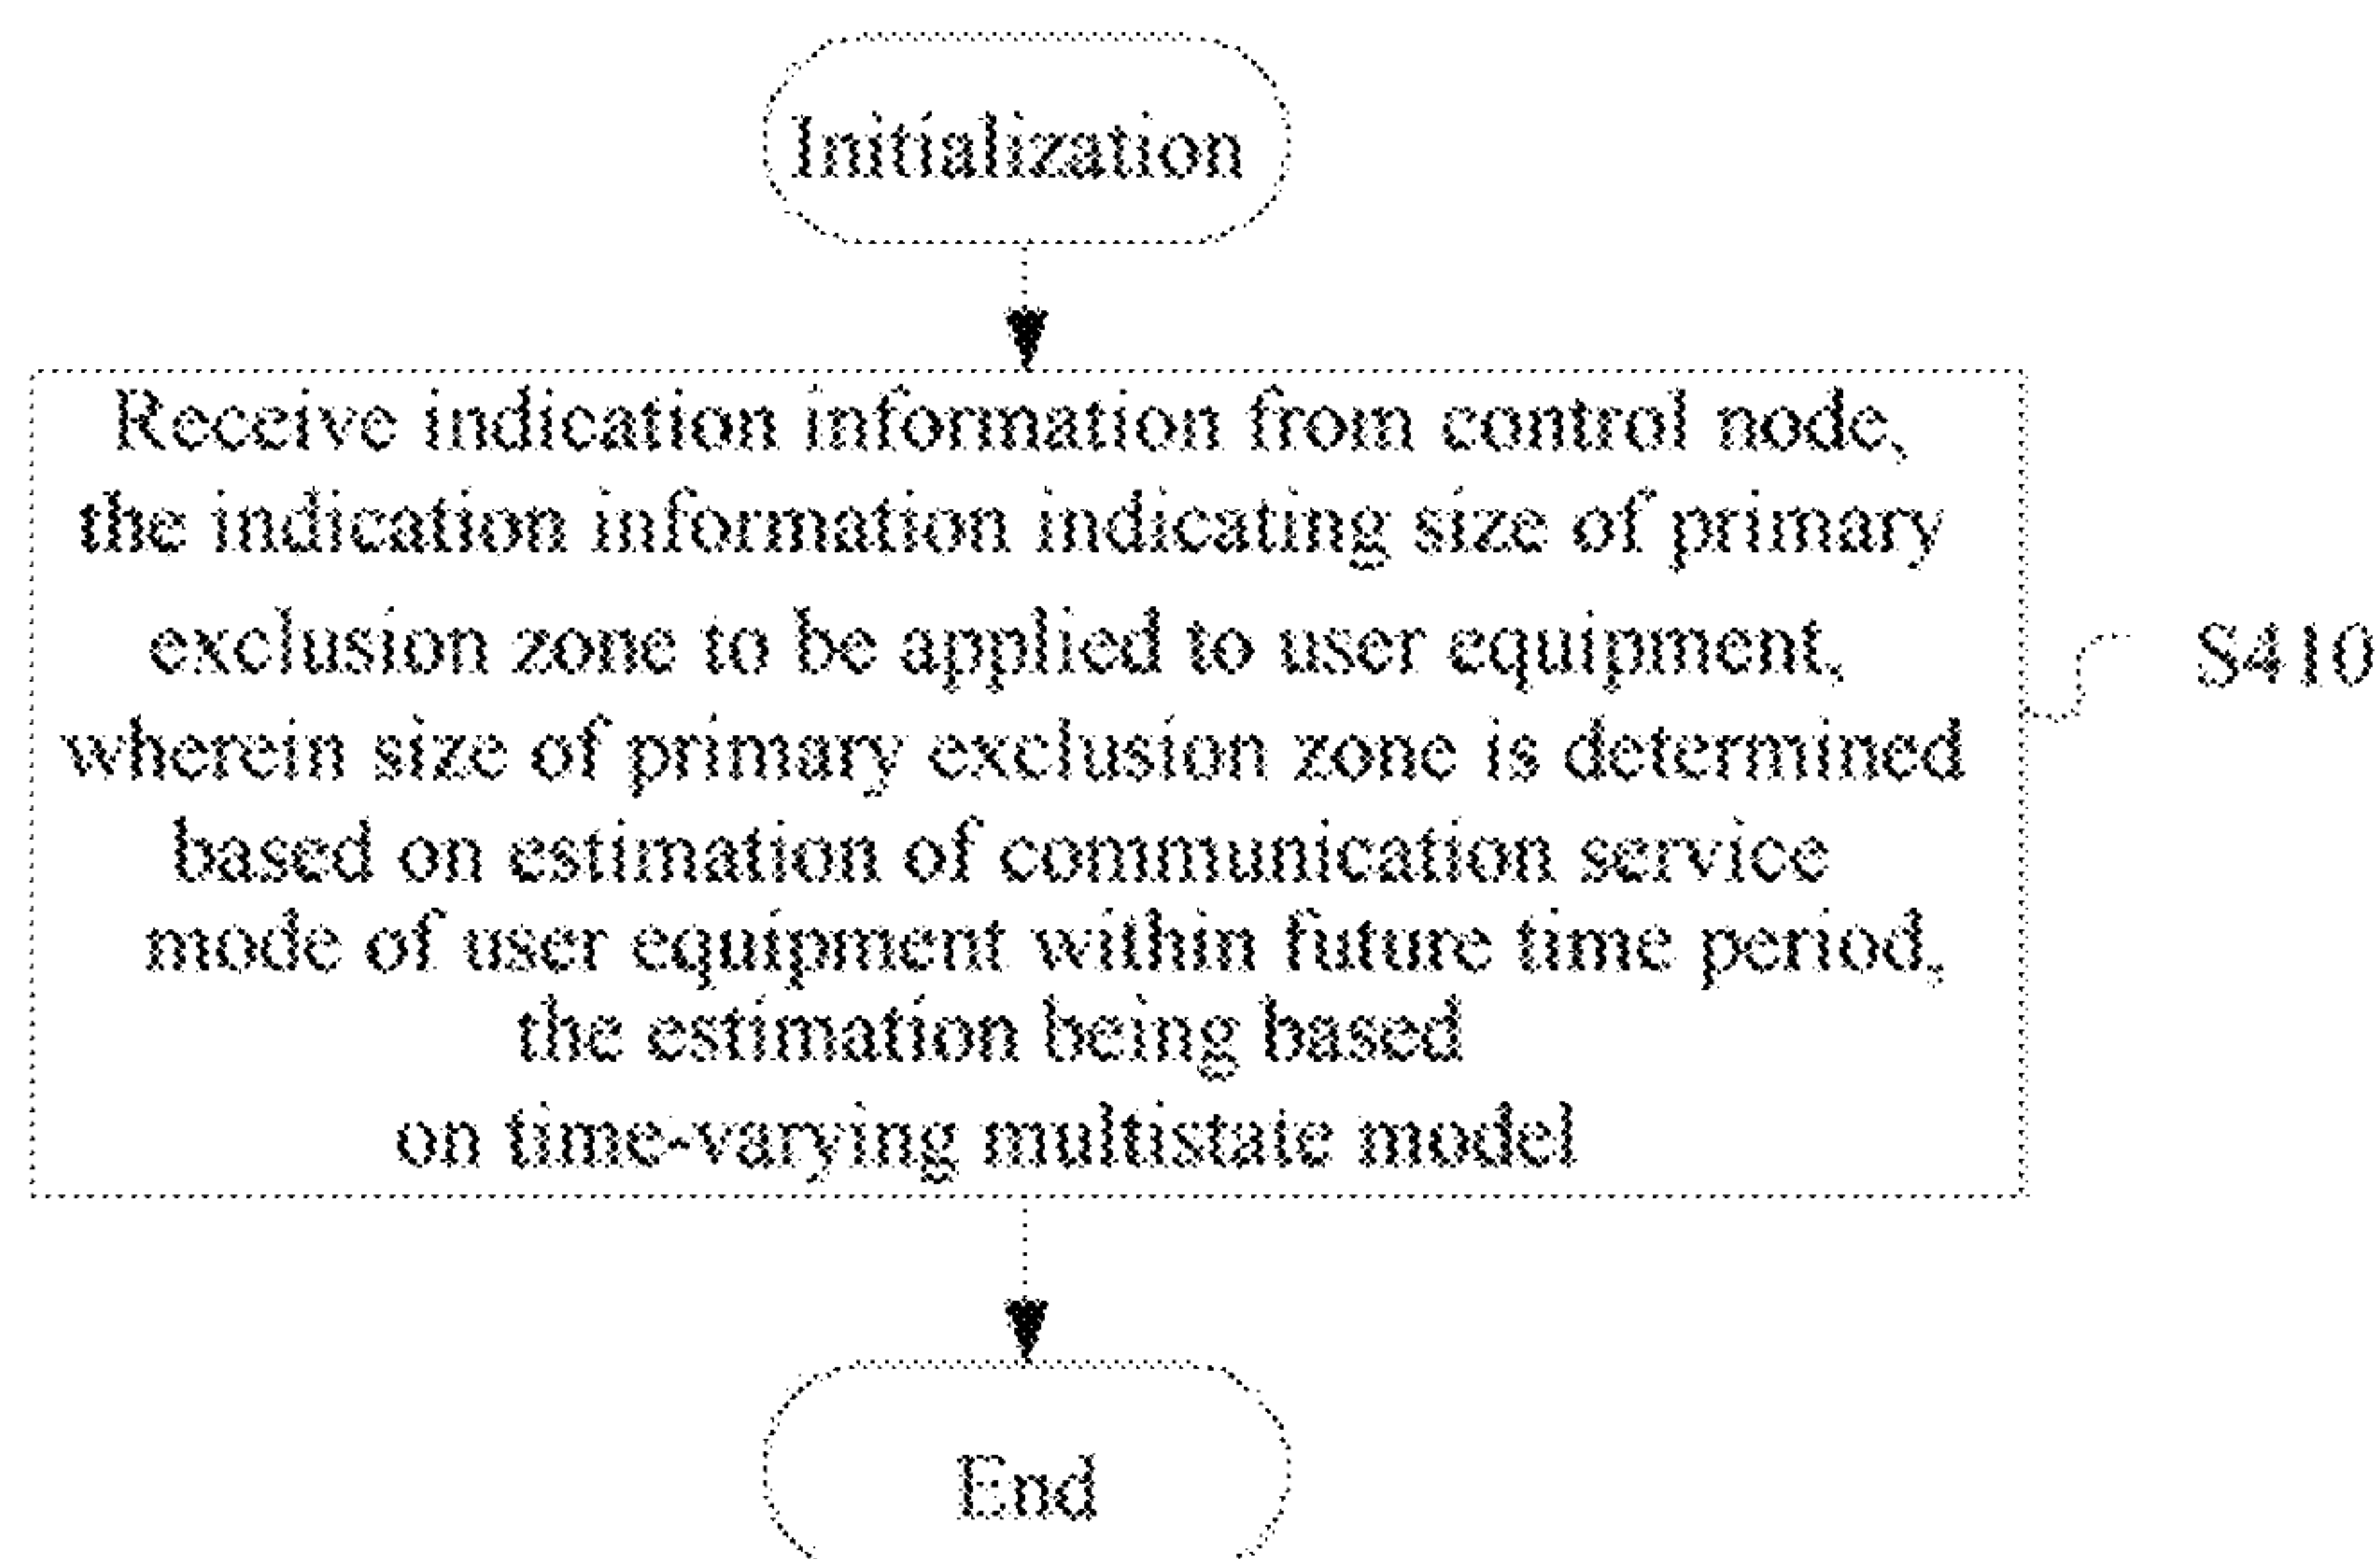 Initialization
Receive indication information from control node,
the indication information indicating size of primary
exclusion zone to be applied to user equipment,
wherein size of primary exclusion zone is determined
based on estimation of communication service
mode of user equipment within future time period,
the estimation being based
on time-varying multistate model
S410
End